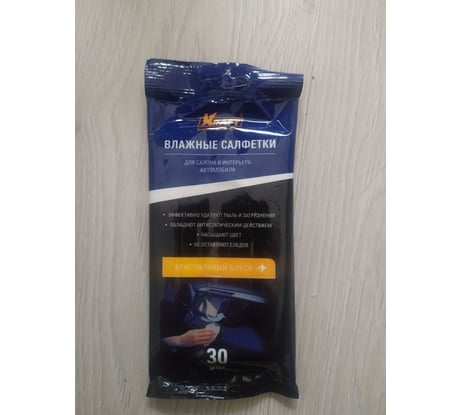 ВЛАЖНЫЕ САЛФЕТКИ
ДЛЯ САЛОНА И ИНТЕРЬЕРА
АВТОМОБИЛЯ
• ЭФФЕКТИВНО УДАЛЯЮТ ПЫЛЬ И ЗАГРЯЗНЕНИЯ
• ОБЛАДАЮТ АНТИСТАТИЧЕСКИМ ДЕЙСТВИЕМ
• НАСЫЩАЮТ ЦВЕТ
• НЕ ОСТАВЛЯЮТ СЛЕДОВ
КРИСТАЛЬНЫЙ БЛЕСК
30
ШТУК